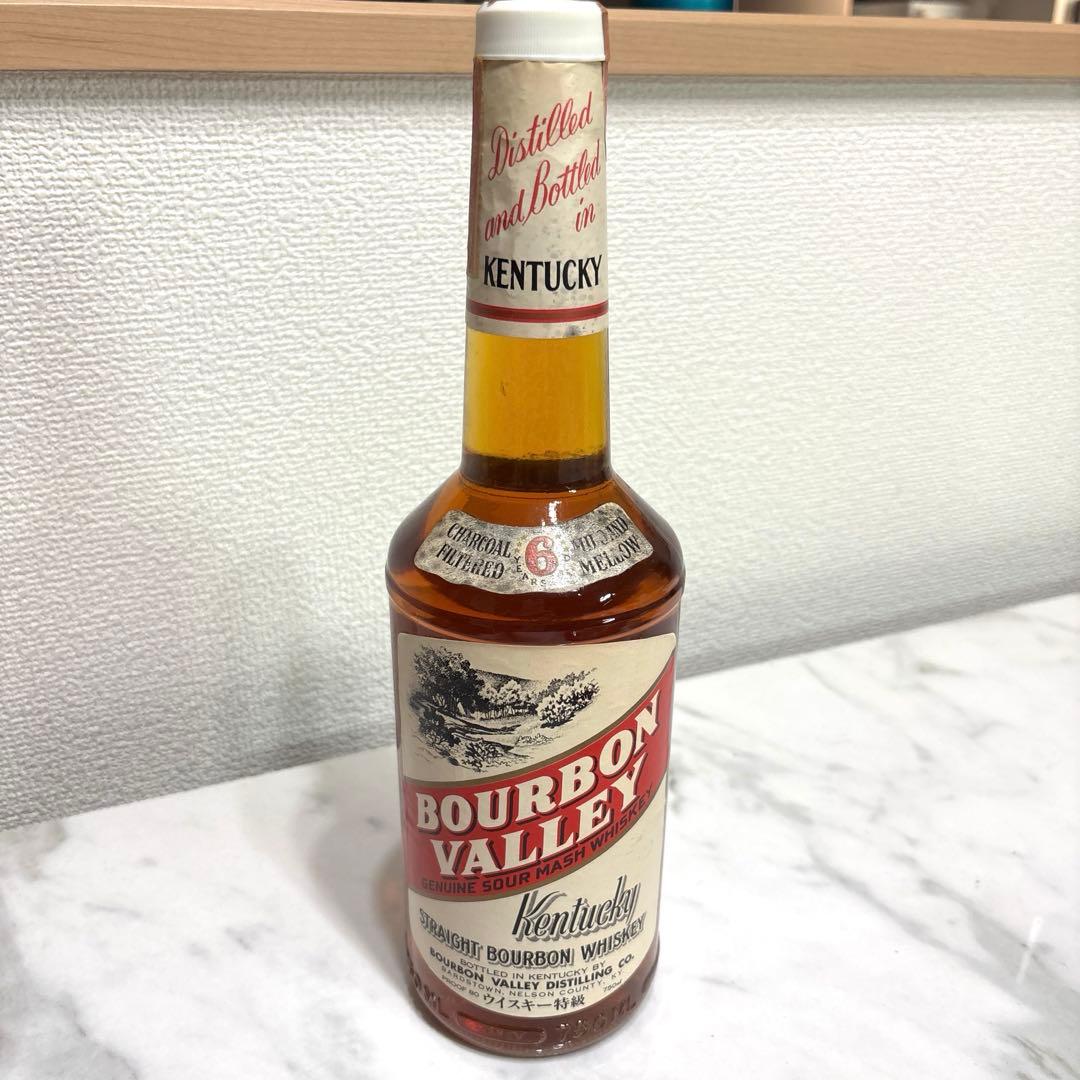 Distilled
and Bottled
in
KENTUCKY
CHARCOAL
FILTERED
6
YEARS
OLD
MILD AND
MELLOW
BOURBON
VALLEY
GENUINE SOUR MASH WHISKEY
Kentucky
STRAIGHT BOURBON WHISKEY
BOTTLED IN KENTUCKY BY
BOURBON VALLEY DISTILLING CO.
BARDSTOWN, NELSON COUNTY, KY.
PROOF 80 ウイスキー特級 750ml
750ML